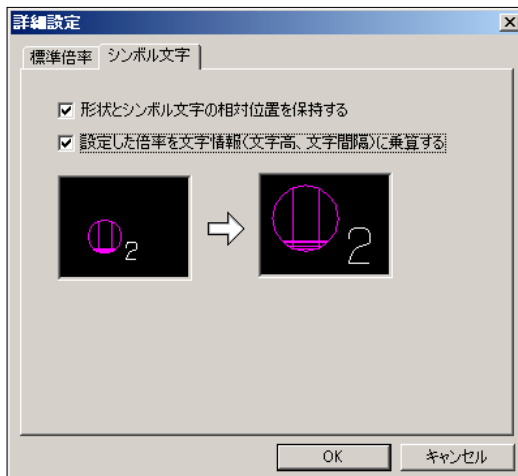 詳細設定
標準倍率 シンボル文字
形状とシンボル文字の相対位置を保持する
設定した倍率を文字情報(文字高、文字間隔)に乗算する
2 2
OK キャンセル